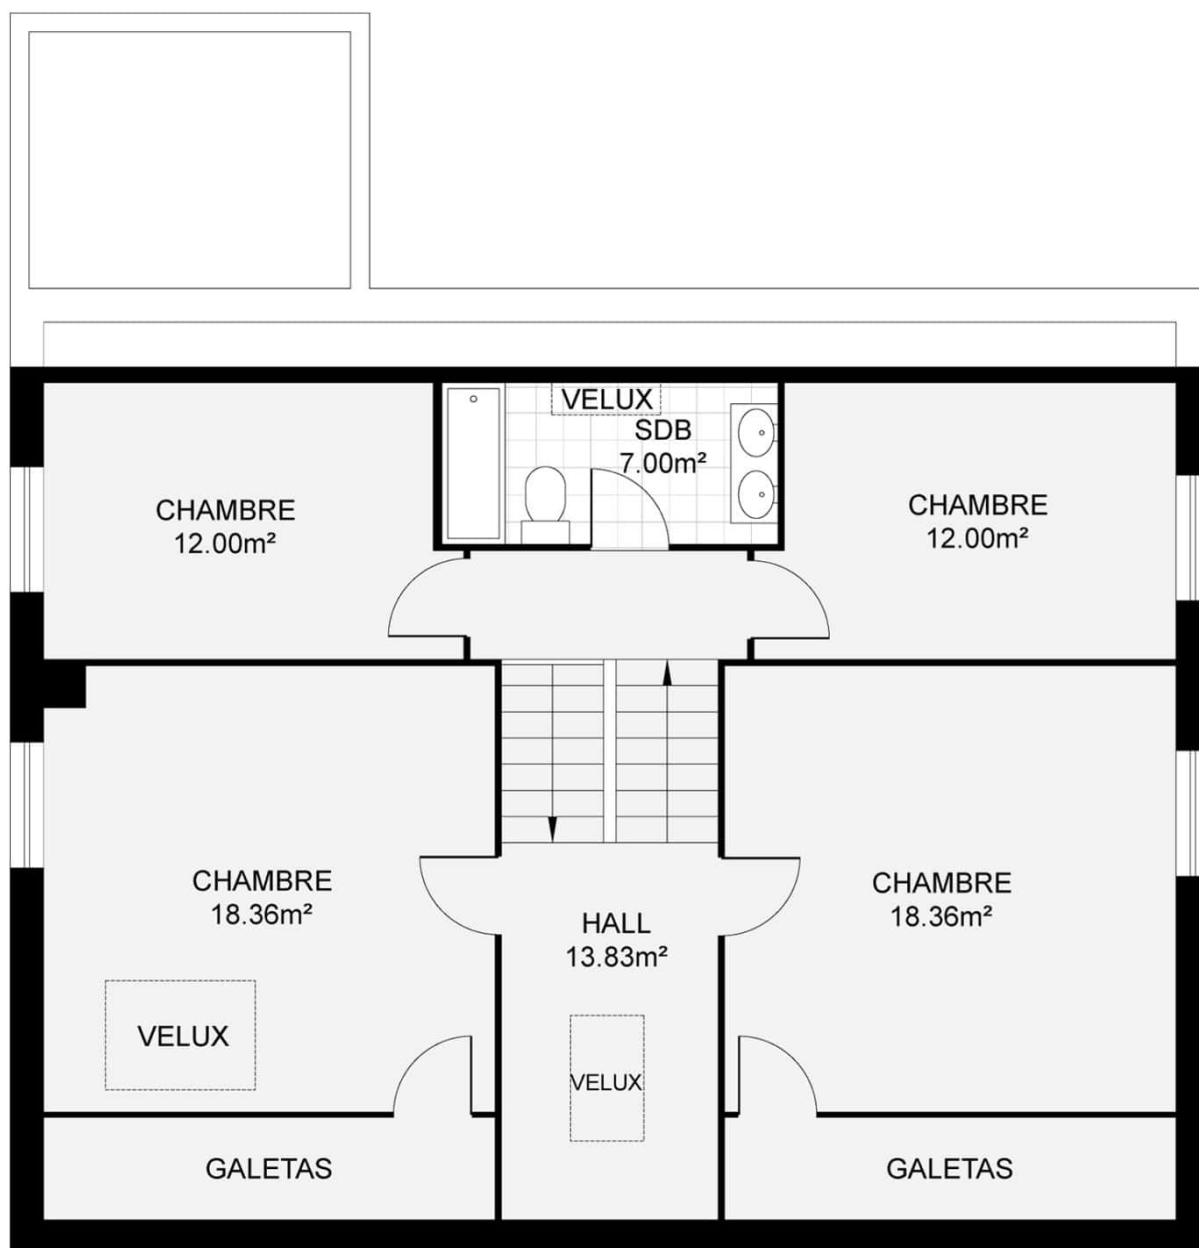 VELUX
SDB
7.00m²
CHAMBRE
12.00m²
CHAMBRE
12.00m²
CHAMBRE
18.36m²
CHAMBRE
18.36m²
HALL
13.83m²
VELUX
VELUX
GALETAS
GALETAS